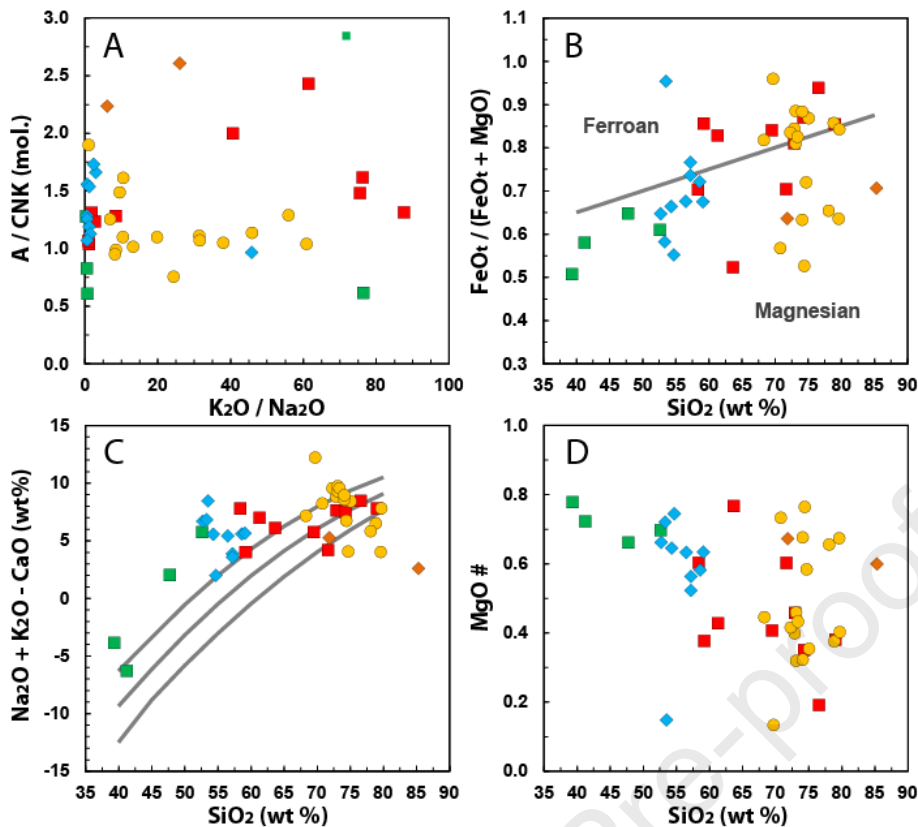 A
3.0
2.5
2.0
1.5
1.0
0.5
0.0
A / CNK (mol.)
0 20 40 60 80 100
K2O / Na2O
B
1.1
1.0
0.9
0.8
0.7
0.6
0.5
0.4
0.3
FeOt / (FeOt + MgO)
Ferroan
Magnesian
35 40 45 50 55 60 65 70 75 80 85 90
SiO2 (wt %)
C
15
10
5
0
-5
-10
-15
Na2O + K2O - CaO (wt%)
35 40 45 50 55 60 65 70 75 80 85 90
SiO2 (wt %)
D
1.0
0.8
0.6
0.4
0.2
0.0
MgO #
35 40 45 50 55 60 65 70 75 80 85 90
SiO2 (wt %)
Pre-proof